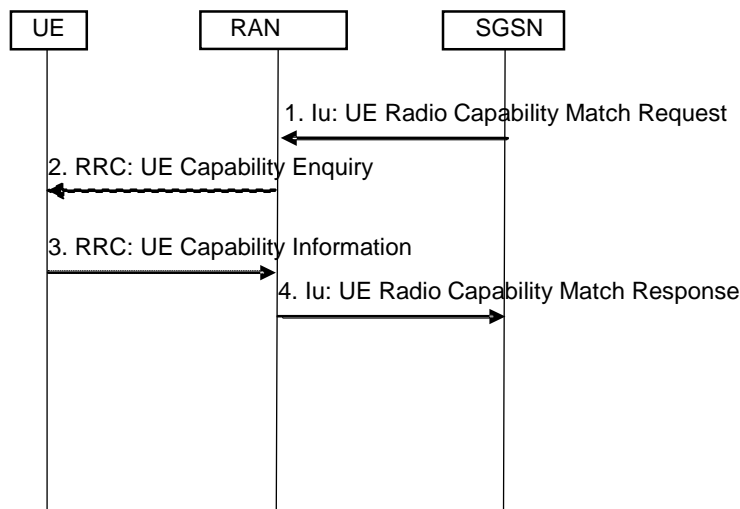 UE
RAN
SGSN
1. Iu: UE Radio Capability Match Request
2. RRC: UE Capability Enquiry
3. RRC: UE Capability Information
4. Iu: UE Radio Capability Match Response